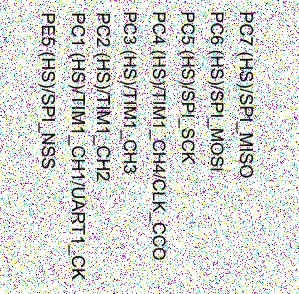 PC7 (HS)/SPI_MISO
PC6 (HS)/SPI_MOSI
PC5 (HS)/SPI_SCK
PC4 (HS)/TIM1_CH4/CLK_CCO
PC3 (HS)/TIM1_CH3
PC2 (HS)/TIM1_CH2
PC1 (HS)/TIM1_CH1/UART1_CK
PE5 (HS)/SPI_NSS